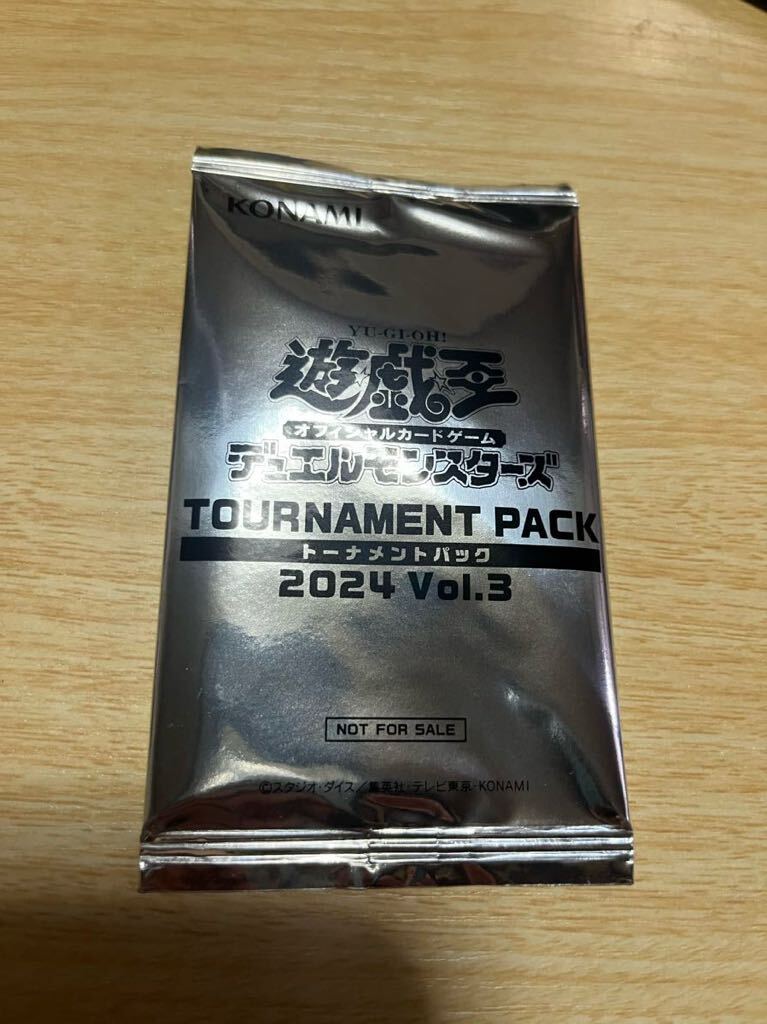 KONAMI
YU-GI-OH!
遊戯王
オフィシャルカードゲーム
デュエルモンスターズ
TOURNAMENT PACK
トーナメントパック
2024 Vol.3
NOT FOR SALE
©スタジオ・ダイス／集英社・テレビ東京・KONAMI